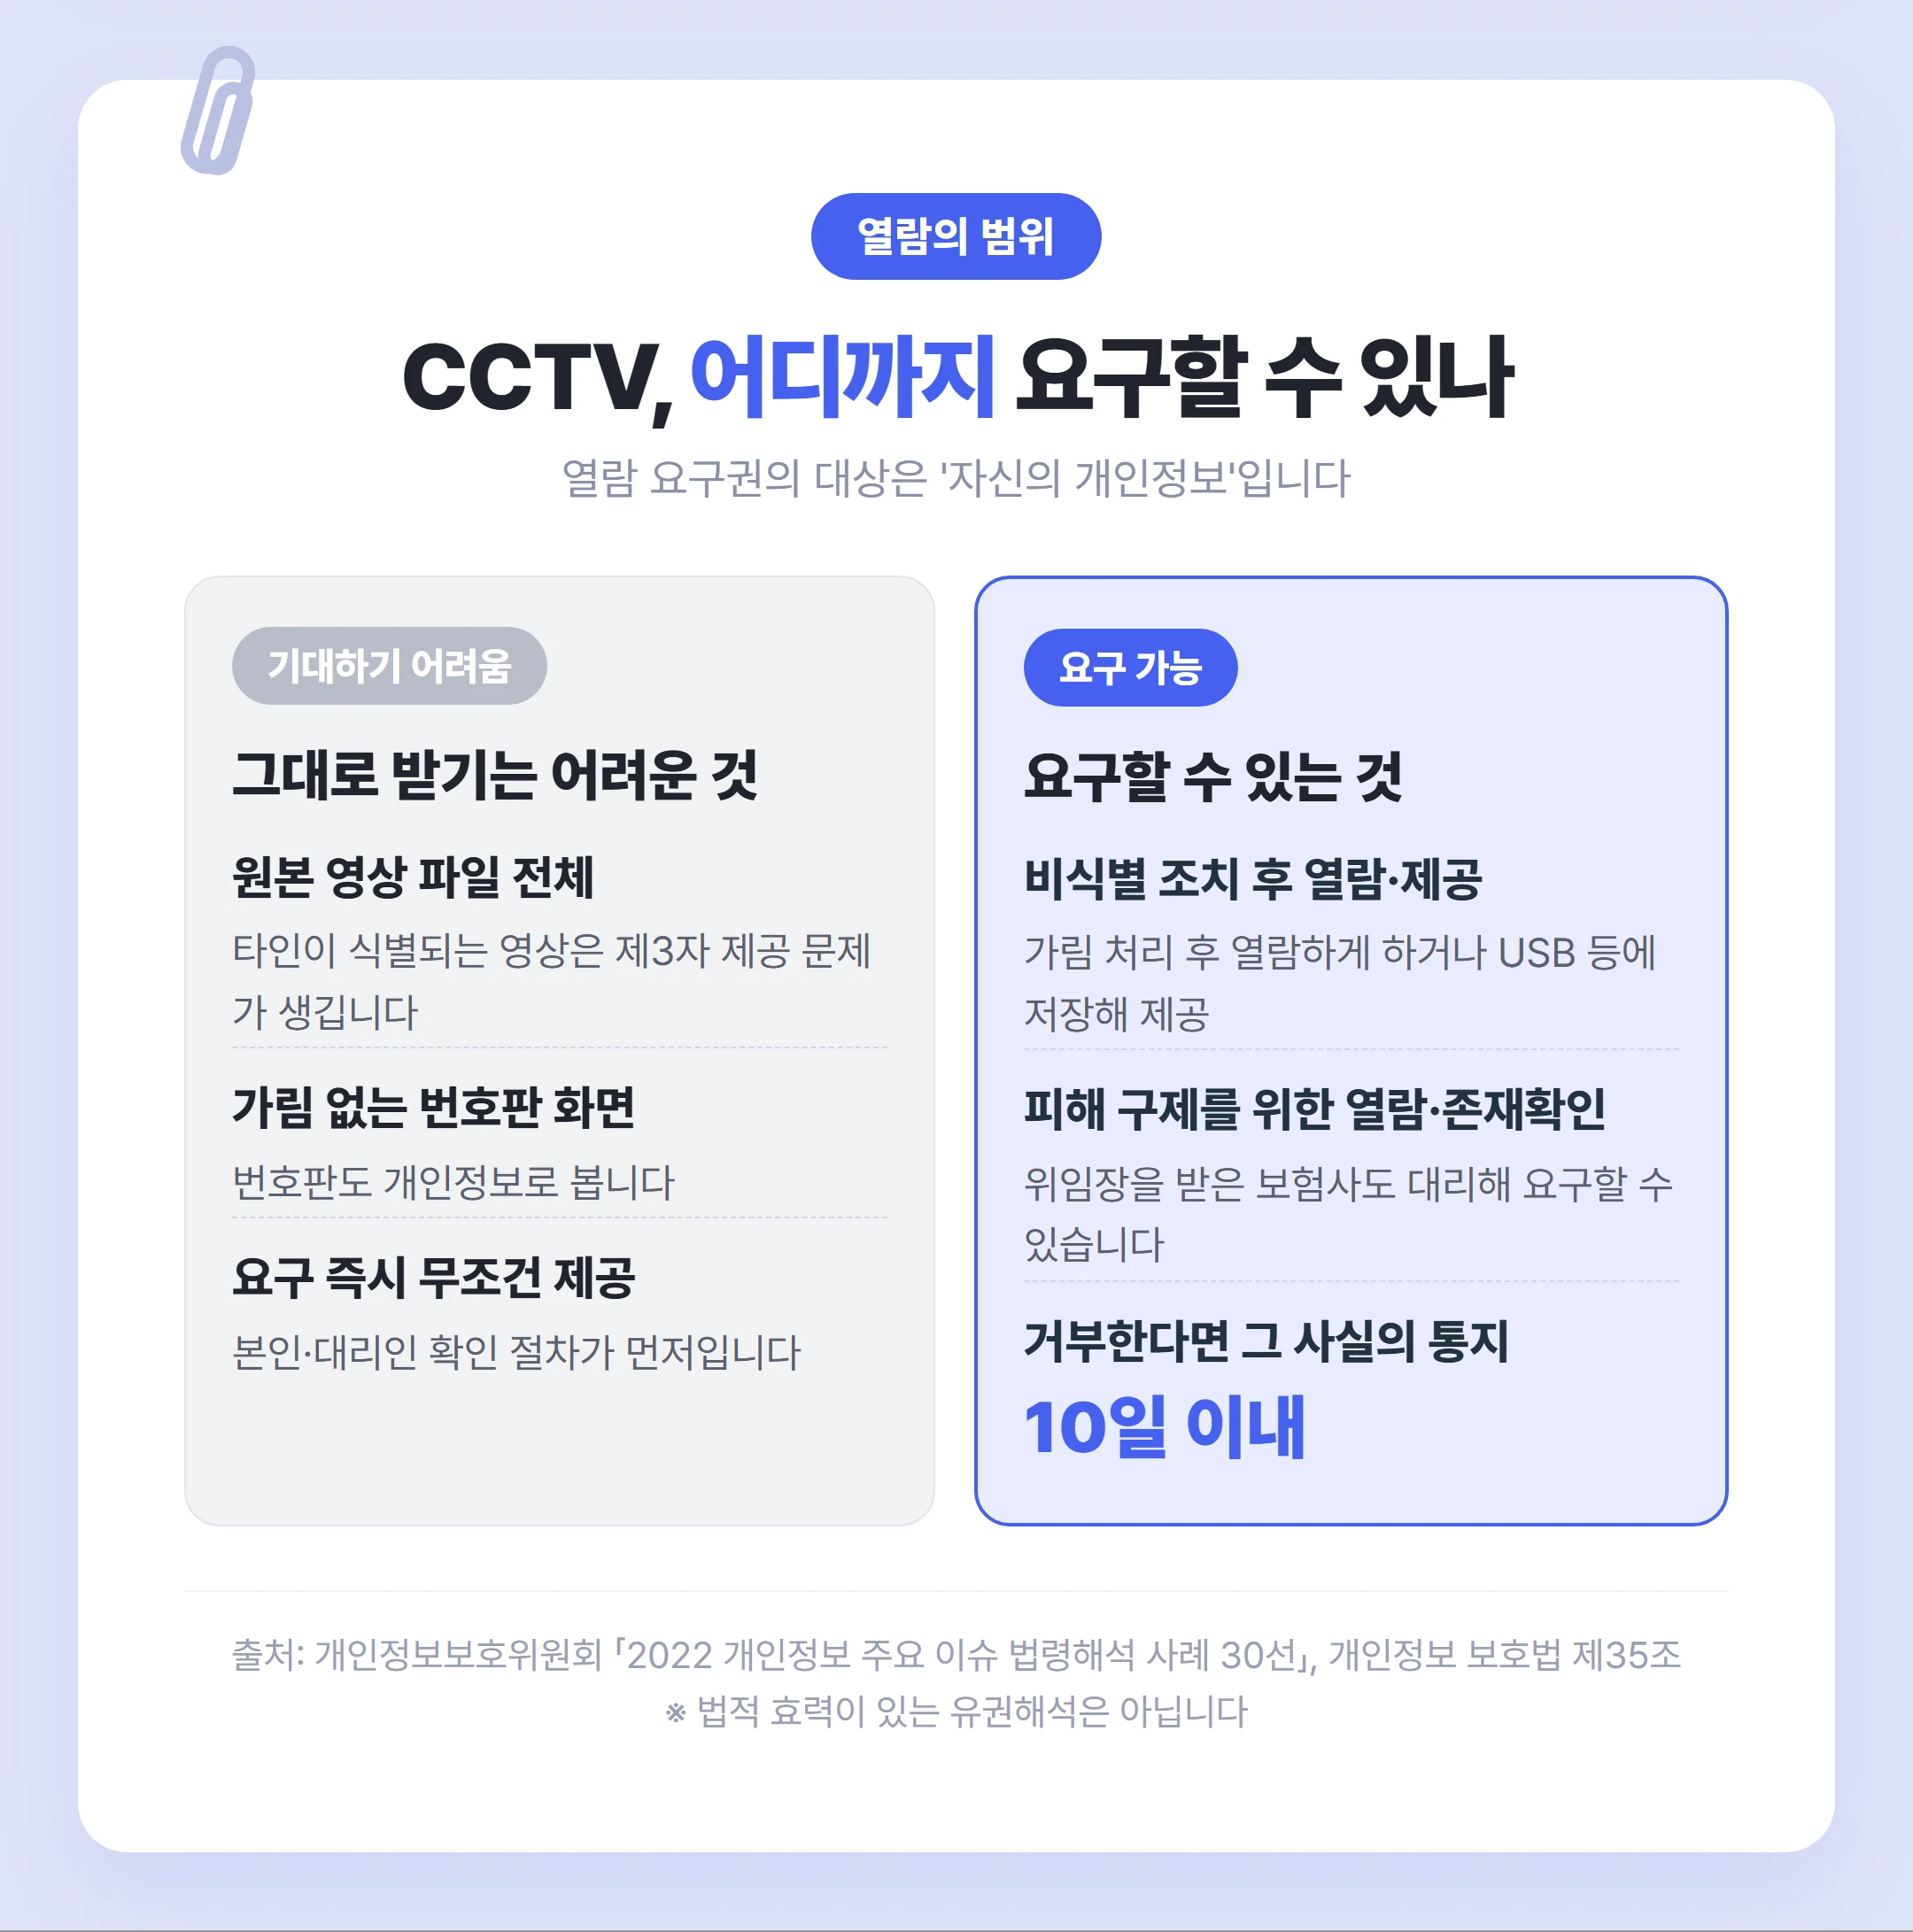 열람의 범위
CCTV, 어디까지 요구할 수 있나
열람 요구권의 대상은 '자신의 개인정보'입니다
기대하기 어려움
그대로 받기는 어려운 것
원본 영상 파일 전체
타인이 식별되는 영상은 제3자 제공 문제
가 생깁니다
가림 없는 번호판 화면
번호판도 개인정보로 봅니다
요구 즉시 무조건 제공
본인·대리인 확인 절차가 먼저입니다
요구 가능
요구할 수 있는 것
비식별 조치 후 열람·제공
가림 처리 후 열람하게 하거나 USB 등에
저장해 제공
피해 구제를 위한 열람·존재확인
위임장을 받은 보험사도 대리해 요구할 수
있습니다
거부한다면 그 사실의 통지
10일 이내
출처: 개인정보보호위원회 「2022 개인정보 주요 이슈 법령해석 사례 30선」, 개인정보 보호법 제35조
※ 법적 효력이 있는 유권해석은 아닙니다